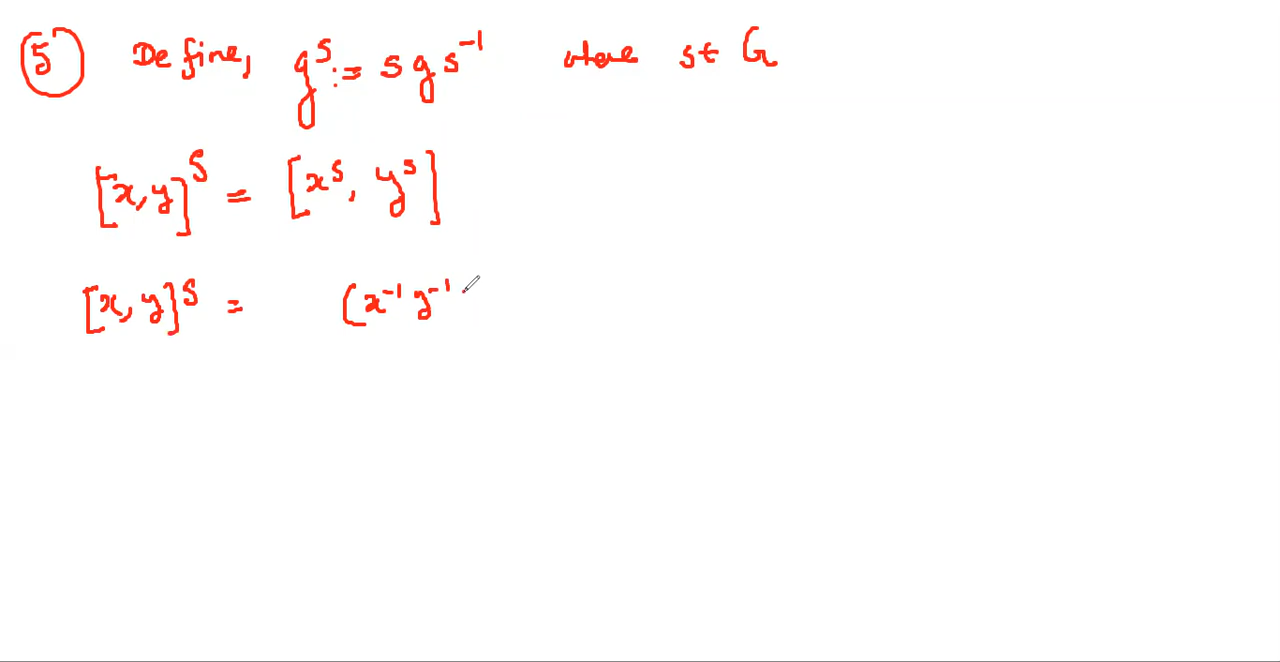 5 Define, g^s := s g s^-1 where s ∈ G
[x, y]^s = [x^s, y^s]
[x, y]^s = (x^-1 y^-1